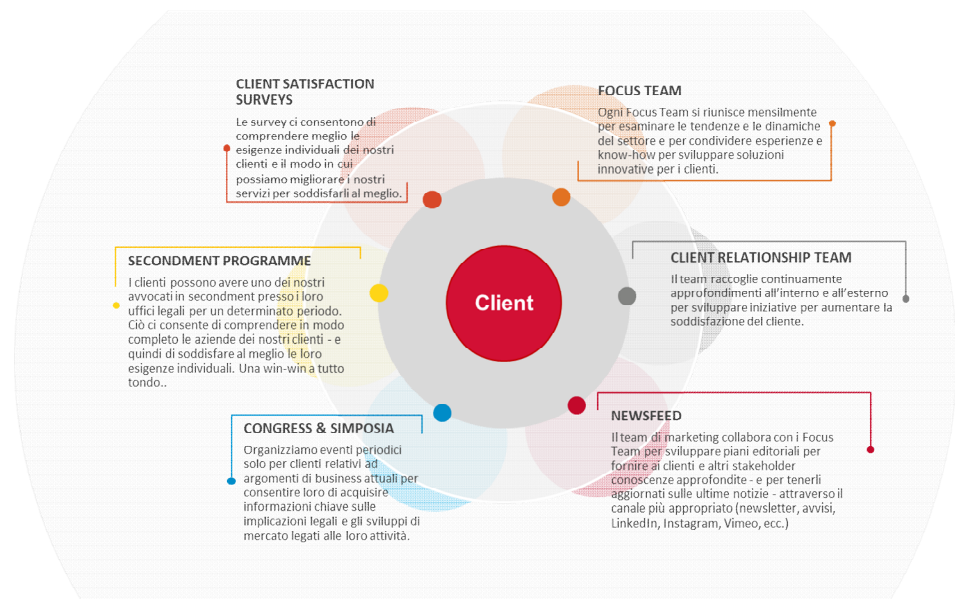 CLIENT SATISFACTION
SURVEYS
Le survey ci consentono di
comprendere meglio le
esigenze individuali dei nostri
clienti e il modo in cui
possiamo migliorare i nostri
servizi per soddisfarli al meglio.
FOCUS TEAM
Ogni Focus Team si riunisce mensilmente
per esaminare le tendenze e le dinamiche
del settore e per condividere esperienze e
know-how per sviluppare soluzioni
innovative per i clienti.
SECONDMENT PROGRAMME
I clienti possono avere uno dei nostri
avvocati in secondment presso i loro
uffici legali per un determinato periodo.
Ciò ci consente di comprendere in modo
completo le aziende dei nostri clienti - e
quindi di soddisfare al meglio le loro
esigenze individuali. Una win-win a tutto
tondo..
Client
CLIENT RELATIONSHIP TEAM
Il team raccoglie continuamente
approfondimenti all'interno e all'esterno
per sviluppare iniziative per aumentare la
soddisfazione del cliente.
CONGRESS & SIMPOSIA
Organizziamo eventi periodici
solo per clienti relativi ad
argomenti di business attuali per
consentire loro di acquisire
informazioni chiave sulle
implicazioni legali e gli sviluppi di
mercato legati alle loro attività.
NEWSFEED
Il team di marketing collabora con i Focus
Team per sviluppare piani editoriali per
fornire ai clienti e altri stakeholder
conoscenze approfondite - e per tenerli
aggiornati sulle ultime notizie - attraverso il
canale più appropriato (newsletter, avvisi,
LinkedIn, Instagram, Vimeo, ecc.)